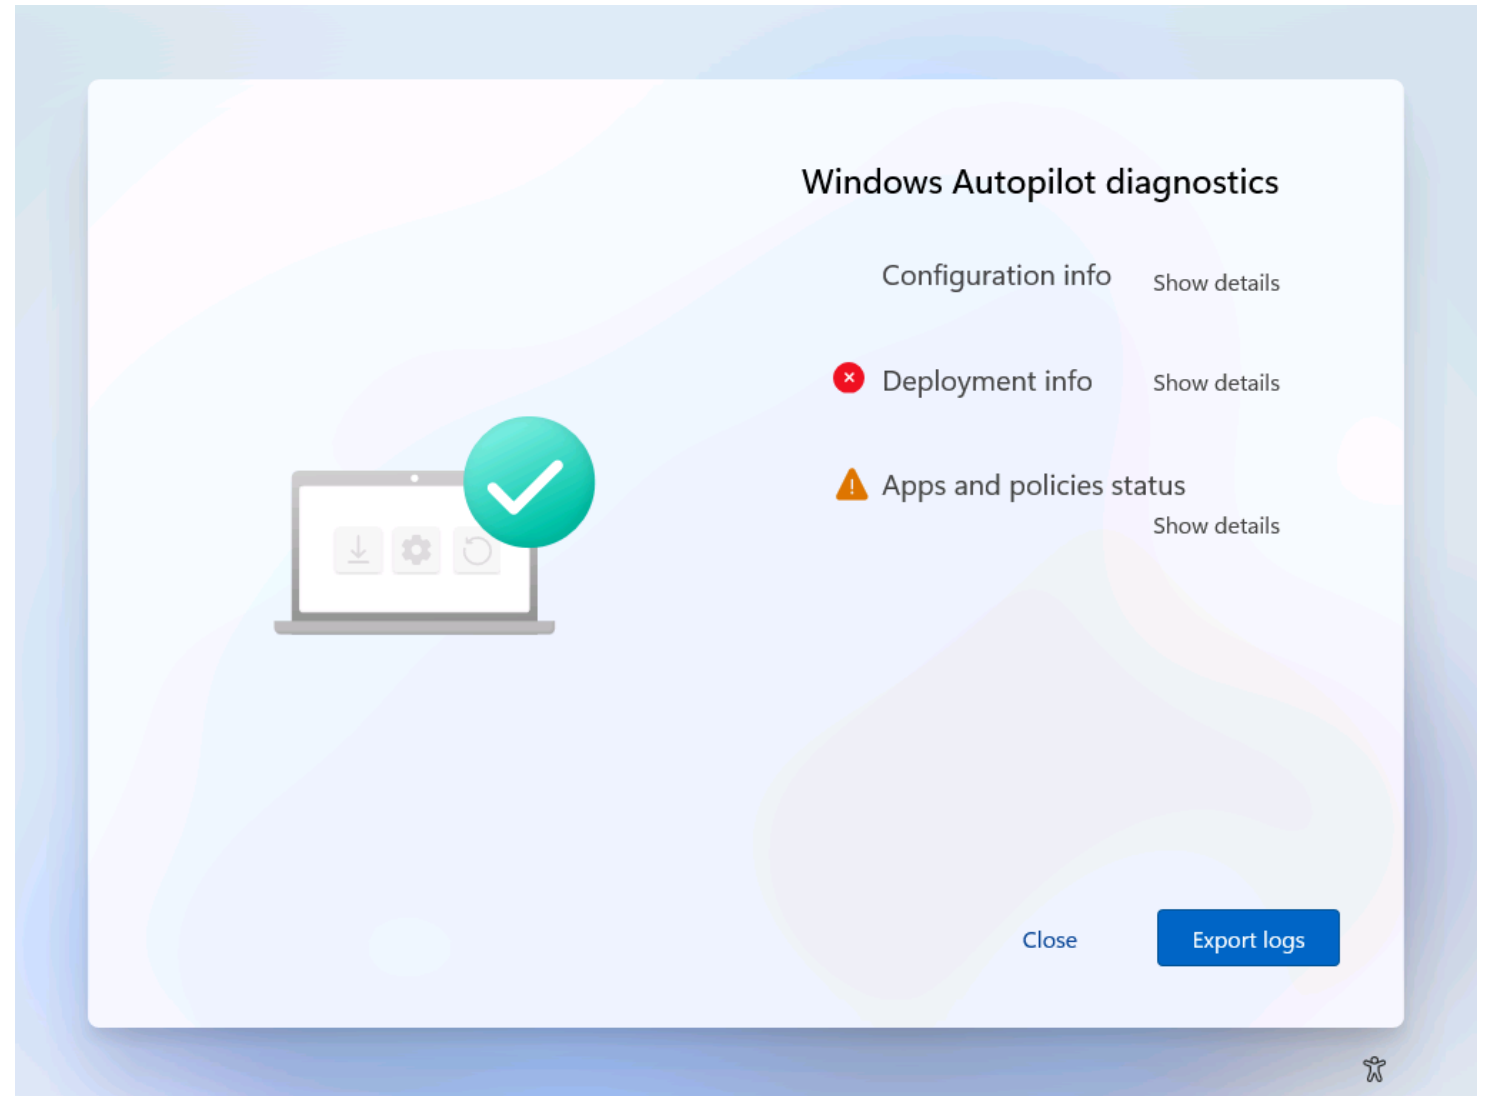 Windows Autopilot diagnostics
Configuration info
Show details
Deployment info
Show details
Apps and policies status
Show details
Close
Export logs